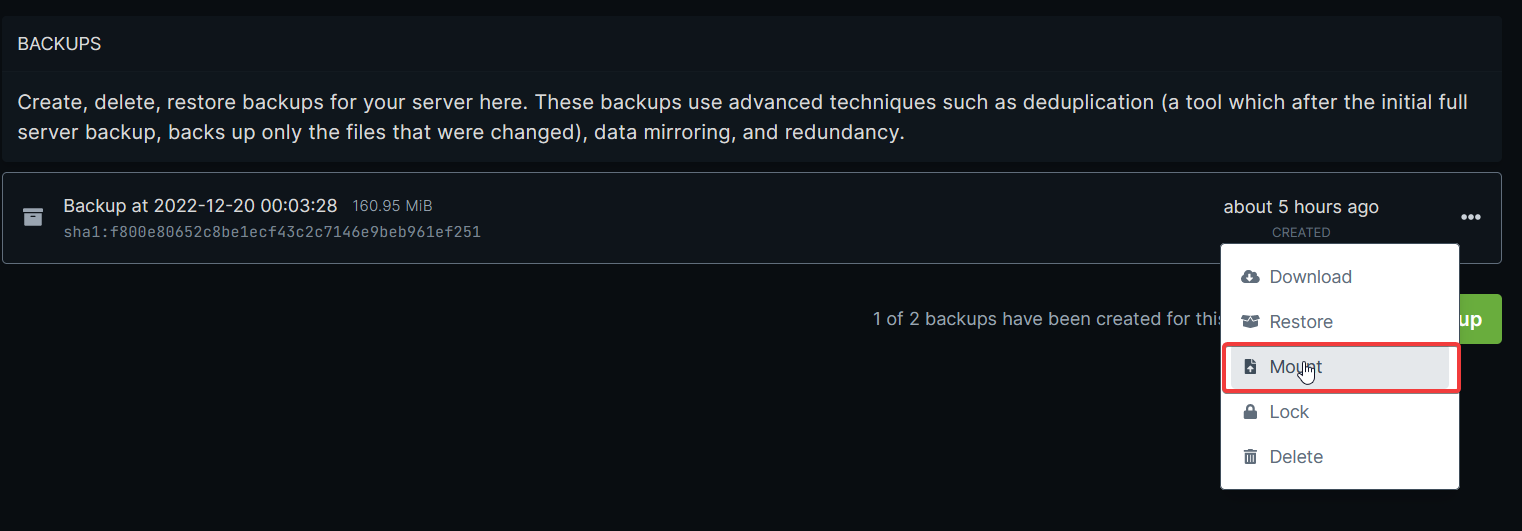 BACKUPS
Create, delete, restore backups for your server here. These backups use advanced techniques such as deduplication (a tool which after the initial full
server backup, backs up only the files that were changed), data mirroring, and redundancy.
Backup at 2022-12-20 00:03:28 160.95 MiB
sha1:f800e80652c8be1ecf43c2c7146e9beb961ef251
about 5 hours ago
CREATED
Download
1 of 2 backups have been created for this
up
Restore
Mount
Lock
Delete